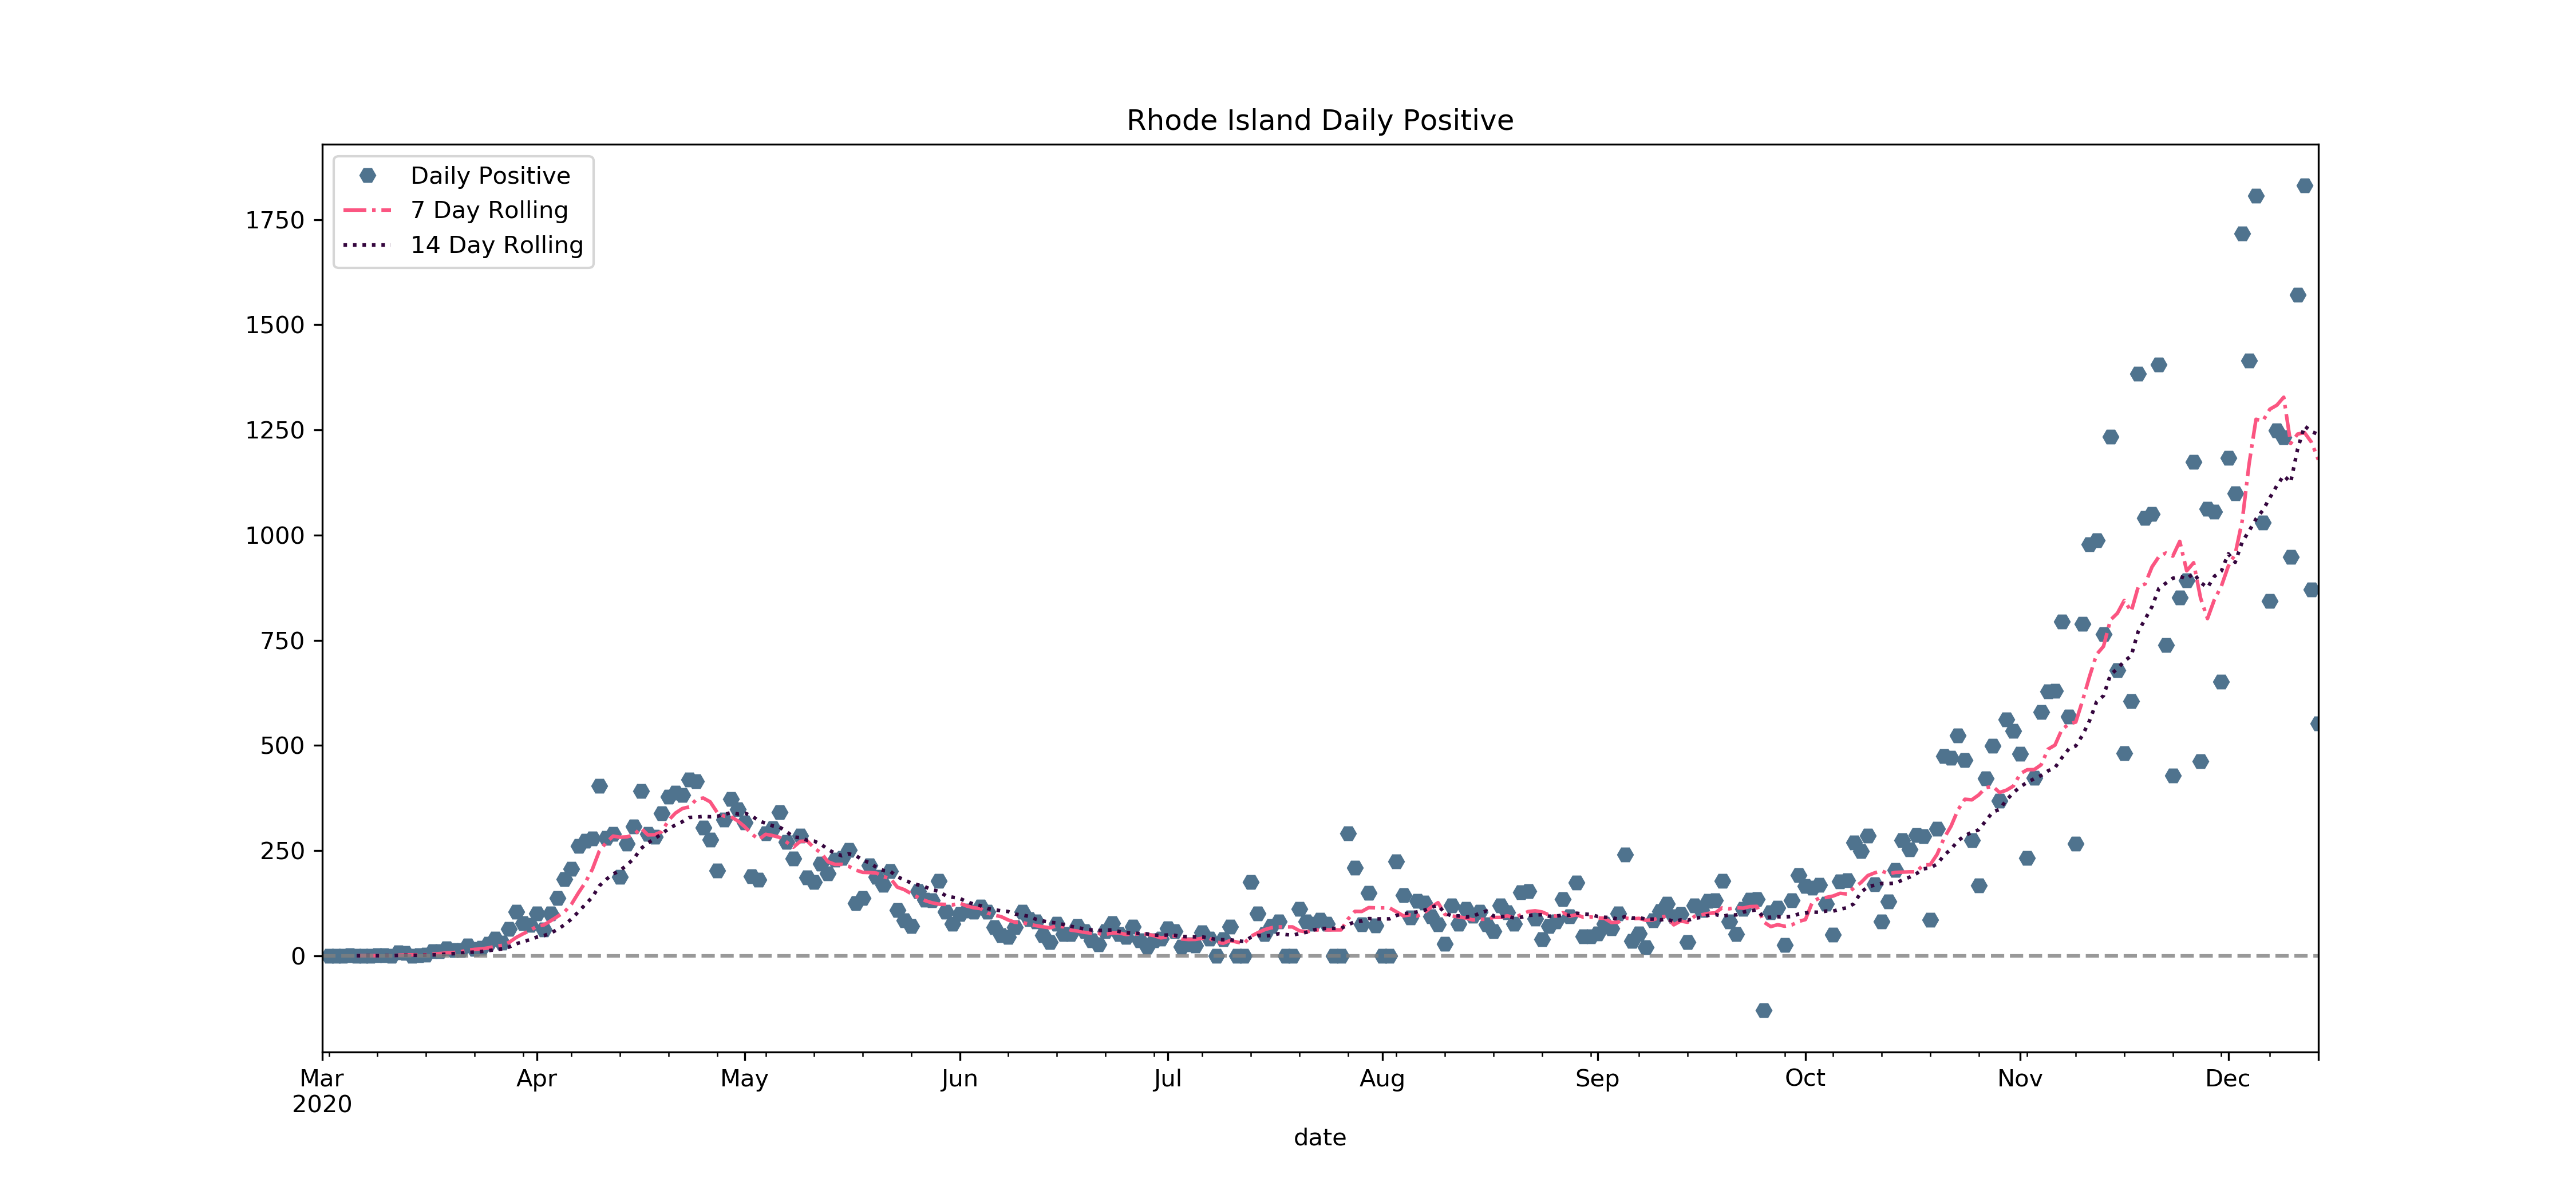 Rhode Island Daily Positive
Daily Positive
7 Day Rolling
14 Day Rolling
1750
1500
1250
1000
750
500
250
0
Mar Apr May Jun Jul Aug Sep Oct Nov Dec
2020
date